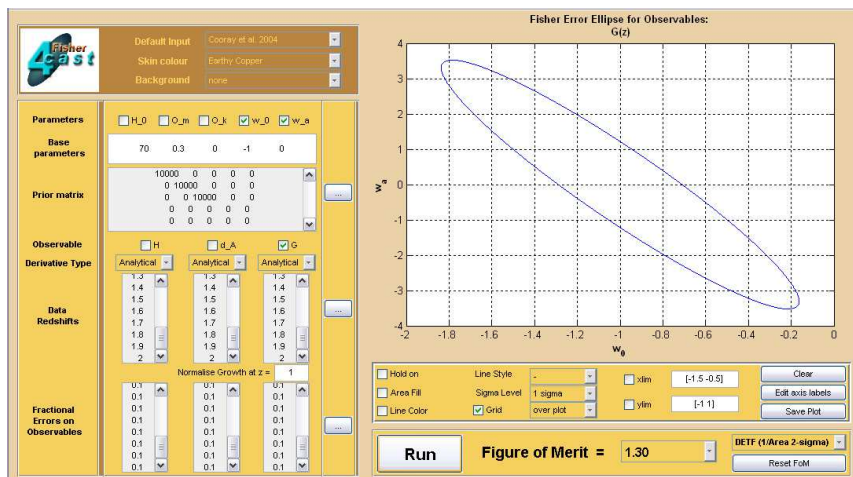 Fisher
4cast
Default Input Cooray et al. 2004
Skin colour Earthy Copper
Background none
Parameters H_0 O_m O_k w_0 w_a
Base parameters 70 0.3 0 -1 0
Prior matrix
10000 0 0 0 0
0 10000 0 0 0
0 0 10000 0 0
0 0 0 0 0
0 0 0 0 0
...
Observable H d_A G
Derivative Type Analytical Analytical Analytical
Data Redshifts
1.3 1.3 1.3
1.4 1.4 1.4
1.5 1.5 1.5
1.6 1.6 1.6
1.7 1.7 1.7
1.8 1.8 1.8
1.9 1.9 1.9
2 2 2
...
Normalise Growth at z = 1
Fractional Errors on Observables
0.1 0.1 0.1
0.1 0.1 0.1
0.1 0.1 0.1
0.1 0.1 0.1
0.1 0.1 0.1
0.1 0.1 0.1
0.1 0.1 0.1
0.1 0.1 0.1
...
Fisher Error Ellipse for Observables:
G(z)
4
3
2
1
0
-1
-2
-3
-4
w_a
-2 -1.8 -1.6 -1.4 -1.2 -1 -0.8 -0.6 -0.4 -0.2 0
w_0
Hold on Line Style - xlim [-1.5 -0.5] Clear
Area Fill Sigma Level 1 sigma Edit axis labels
Line Color Grid over plot ylim [-1 1] Save Plot
Run Figure of Merit = 1.30 DETF (1/Area 2-sigma)
Reset FoM